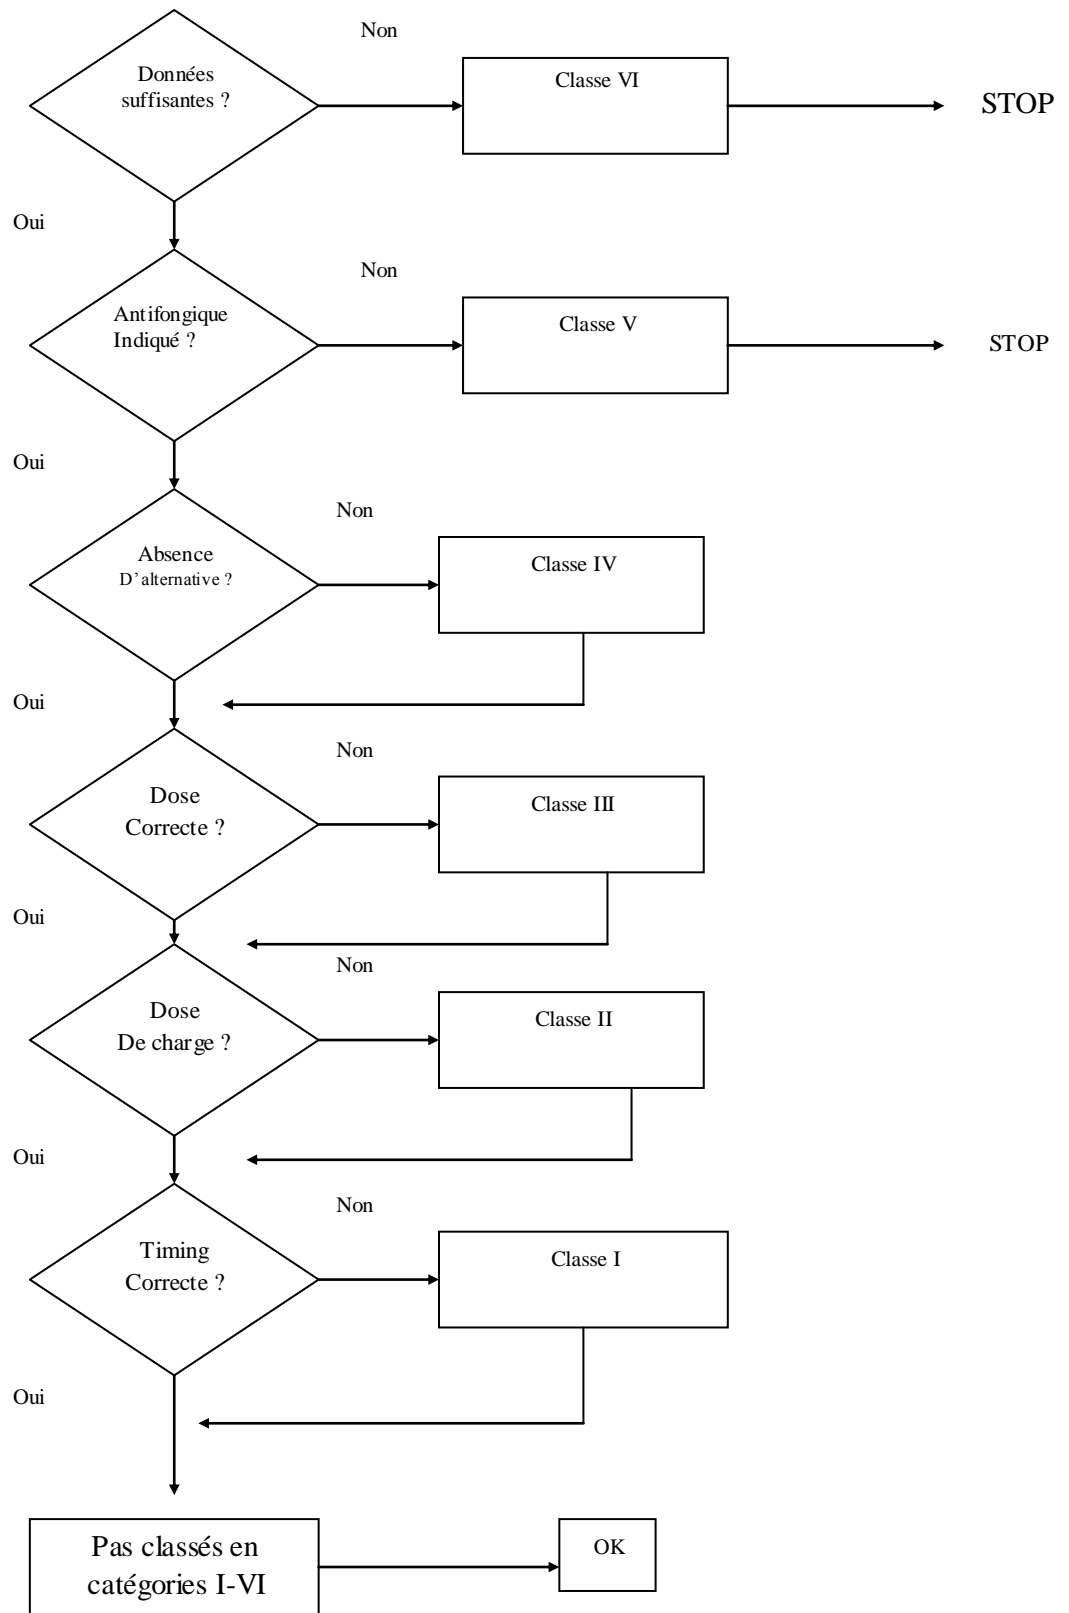 Non
Données
suffisantes ?
Classe VI
STOP
Oui
Non
Antifongique
Indiqué ?
Classe V
STOP
Oui
Non
Absence
D'alternative ?
Classe IV
Oui
Non
Dose
Correcte ?
Classe III
Oui
Non
Dose
De charge ?
Classe II
Oui
Non
Timing
Correcte ?
Classe I
Oui
Pas classés en
catégories I-VI
OK